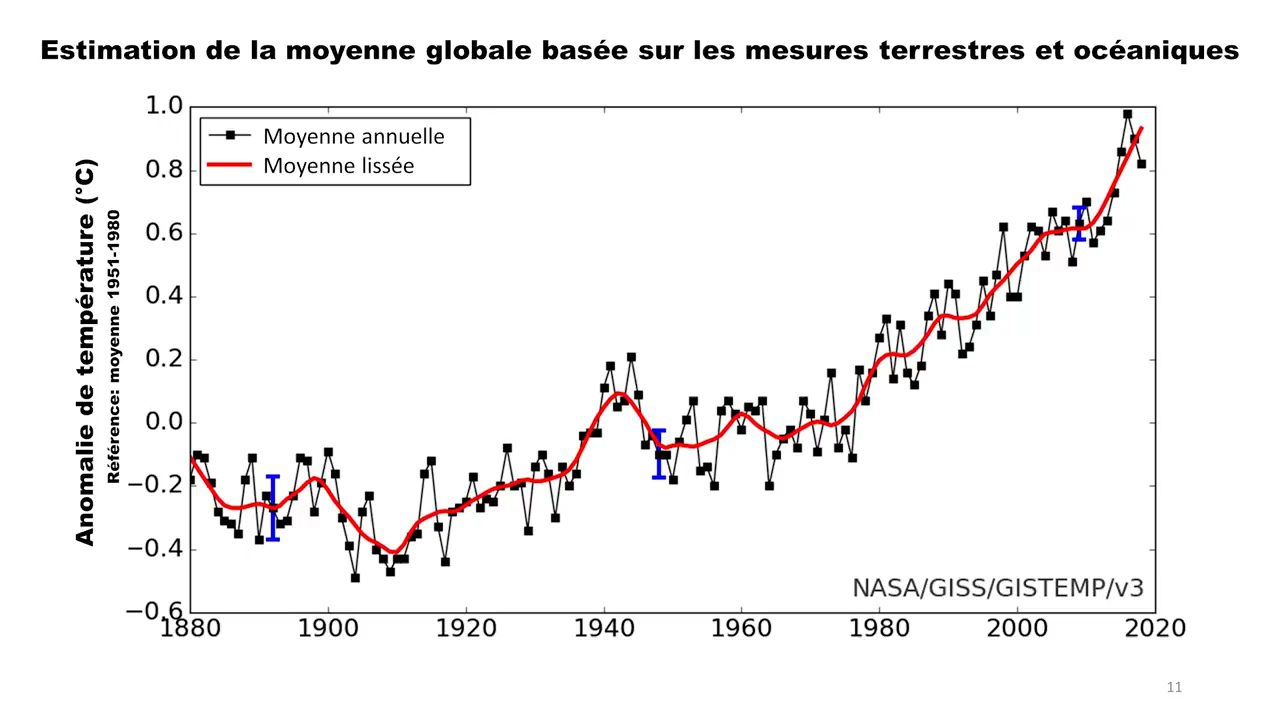 Estimation de la moyenne globale basée sur les mesures terrestres et océaniques
Anomalie de température (°C)
Référence: moyenne 1951-1980
1.0
0.8
0.6
0.4
0.2
0.0
−0.2
−0.4
−0.6
Moyenne annuelle
Moyenne lissée
NASA/GISS/GISTEMP/v3
1880 1900 1920 1940 1960 1980 2000 2020
11